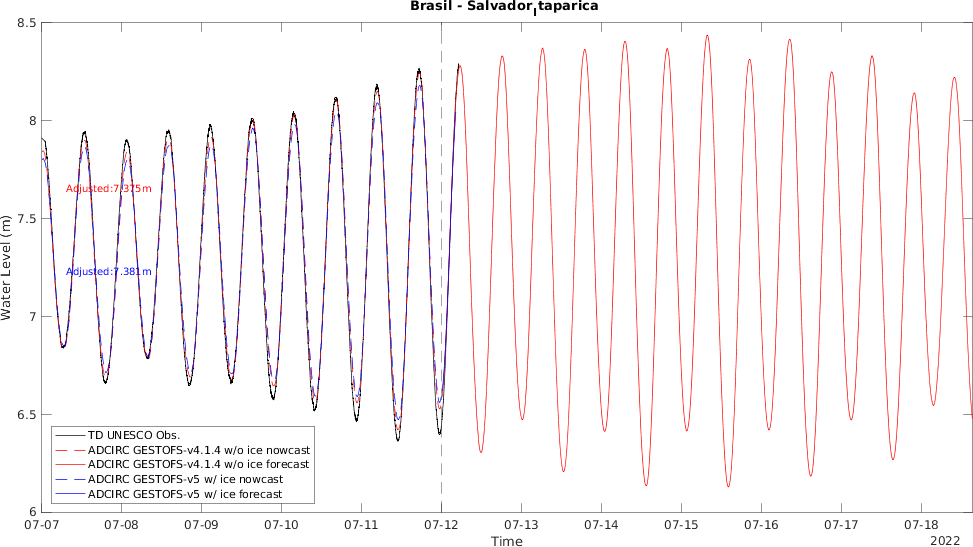 Brasil - Salvador,Itaparica
8.5
8
7.5
7
6.5
6
Water Level (m)
Adjusted:7.375m
Adjusted:7.381m
TD UNESCO Obs.
ADCIRC GESTOFS-v4.1.4 w/o ice nowcast
ADCIRC GESTOFS-v4.1.4 w/o ice forecast
ADCIRC GESTOFS-v5 w/ ice nowcast
ADCIRC GESTOFS-v5 w/ ice forecast
07-07 07-08 07-09 07-10 07-11 07-12 07-13 07-14 07-15 07-16 07-17 07-18
Time
2022